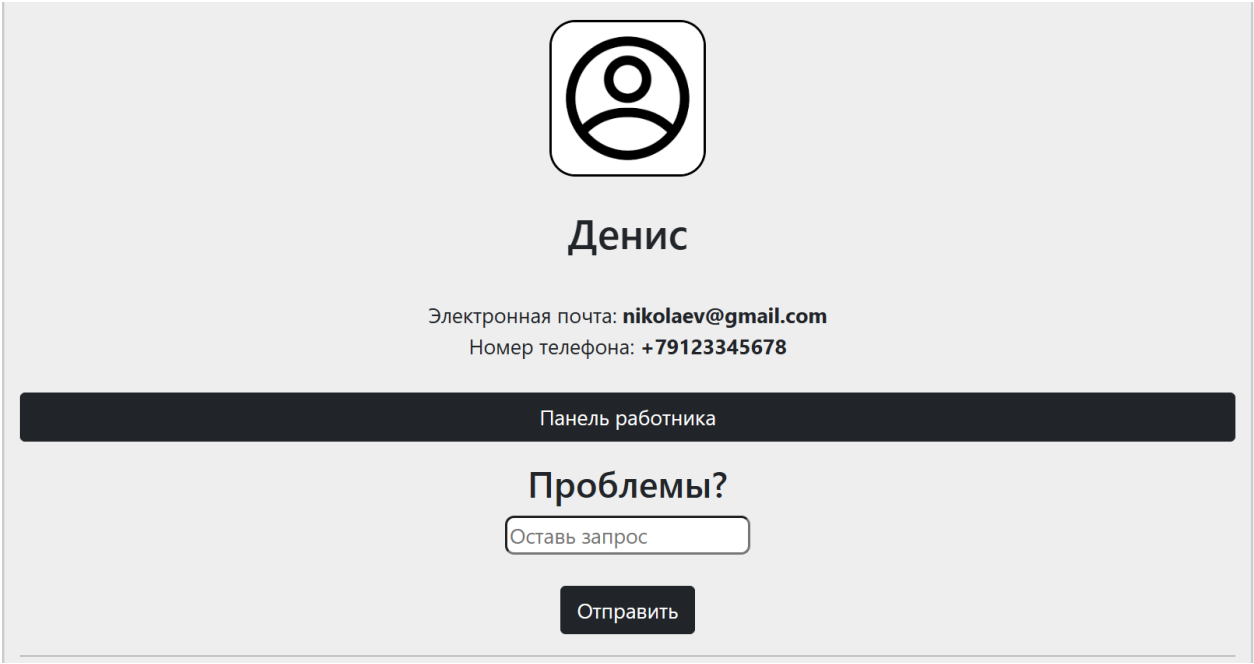 Денис
Электронная почта: nikolaev@gmail.com
Номер телефона: +79123345678
Панель работника
Проблемы?
Оставь запрос
Отправить